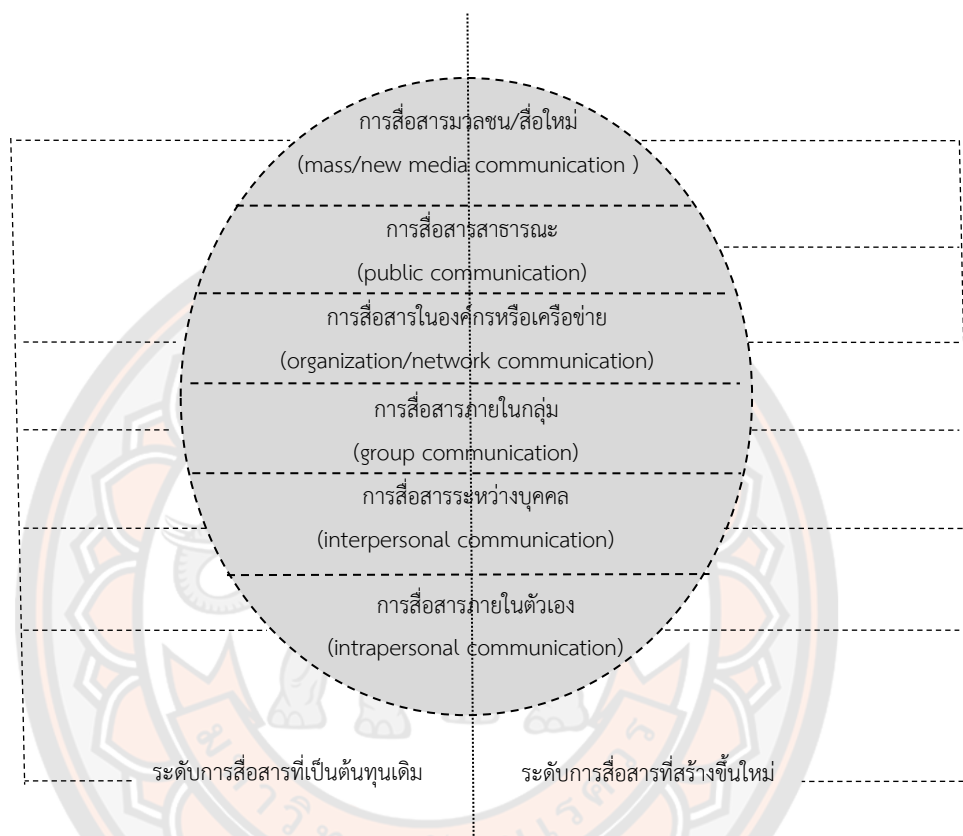 การสื่อสารมวลชน/สื่อใหม่
(mass/new media communication )
การสื่อสารสาธารณะ
(public communication)
การสื่อสารในองค์กรหรือเครือข่าย
(organization/network communication)
การสื่อสารภายในกลุ่ม
(group communication)
การสื่อสารระหว่างบุคคล
(interpersonal communication)
การสื่อสารภายในตัวเอง
(intrapersonal communication)
ระดับการสื่อสารที่เป็นต้นทุนเดิม ระดับการสื่อสารที่สร้างขึ้นใหม่